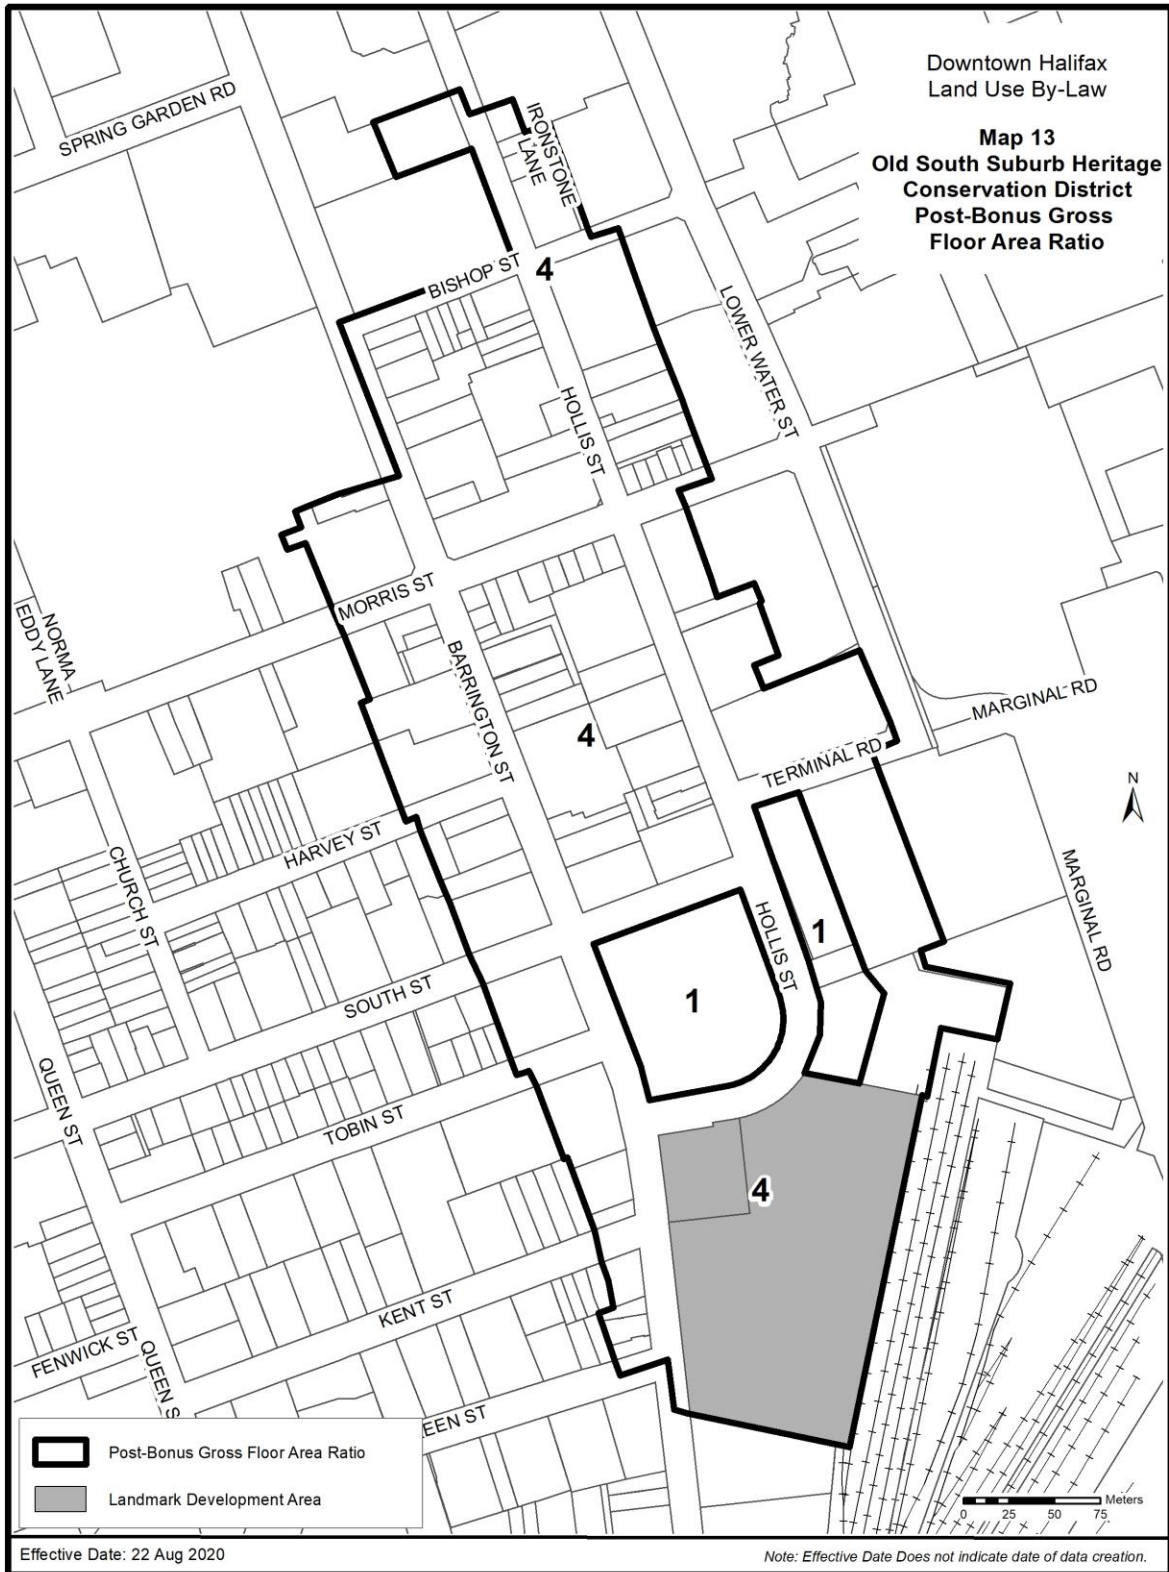 Downtown Halifax
Land Use By-Law
Map 13
Old South Suburb Heritage
Conservation District
Post-Bonus Gross
Floor Area Ratio
SPRING GARDEN RD
IRONSTONE
LANE
BISHOP ST
4
LOWER WATER ST
HOLLIS ST
MORRIS ST
NORMA
EDDY LANE
BARRINGTON ST
MARGINAL RD
4
TERMINAL RD
N
HARVEY ST
CHURCH ST
MARGINAL RD
HOLLIS ST
1
1
SOUTH ST
QUEEN ST
TOBIN ST
4
KENT ST
FENWICK ST
QUEEN S
EEN ST
Post-Bonus Gross Floor Area Ratio
Landmark Development Area
Meters
0 25 50 75
Effective Date: 22 Aug 2020
Note: Effective Date Does not indicate date of data creation.